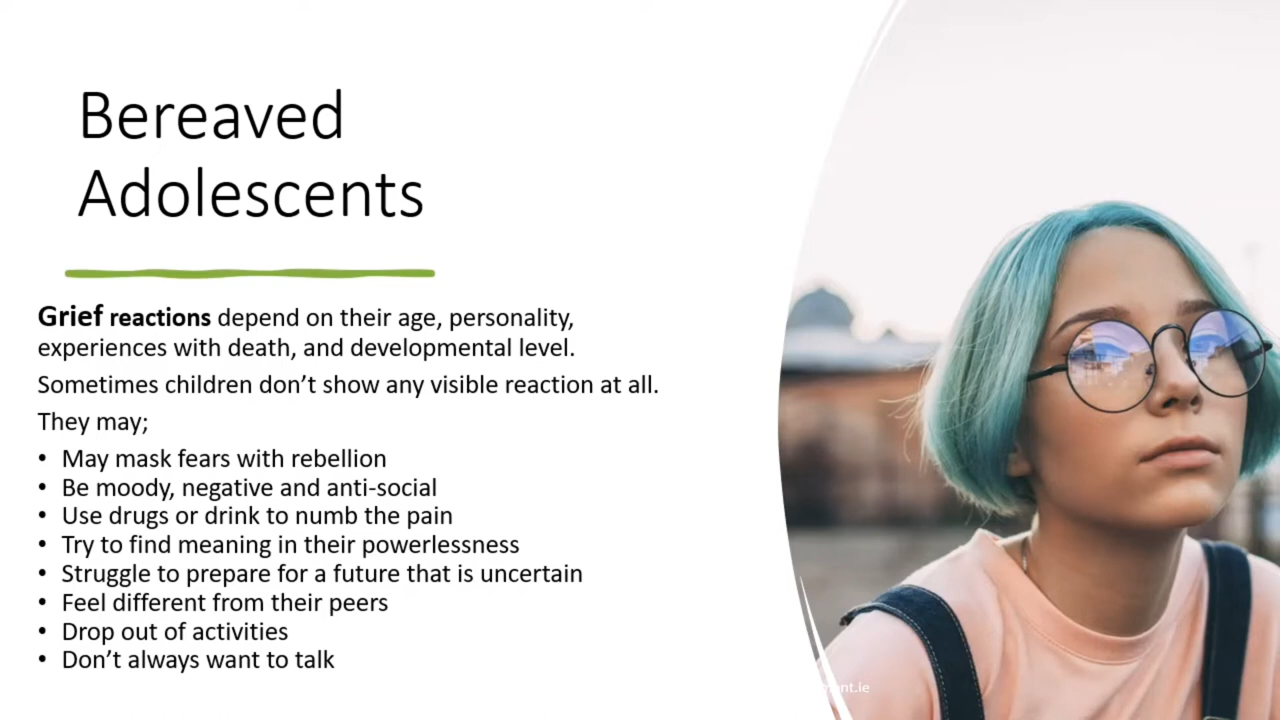 Bereaved
Adolescents
Grief reactions depend on their age, personality,
experiences with death, and developmental level.
Sometimes children don’t show any visible reaction at all.
They may;
• May mask fears with rebellion
• Be moody, negative and anti-social
• Use drugs or drink to numb the pain
• Try to find meaning in their powerlessness
• Struggle to prepare for a future that is uncertain
• Feel different from their peers
• Drop out of activities
• Don’t always want to talk